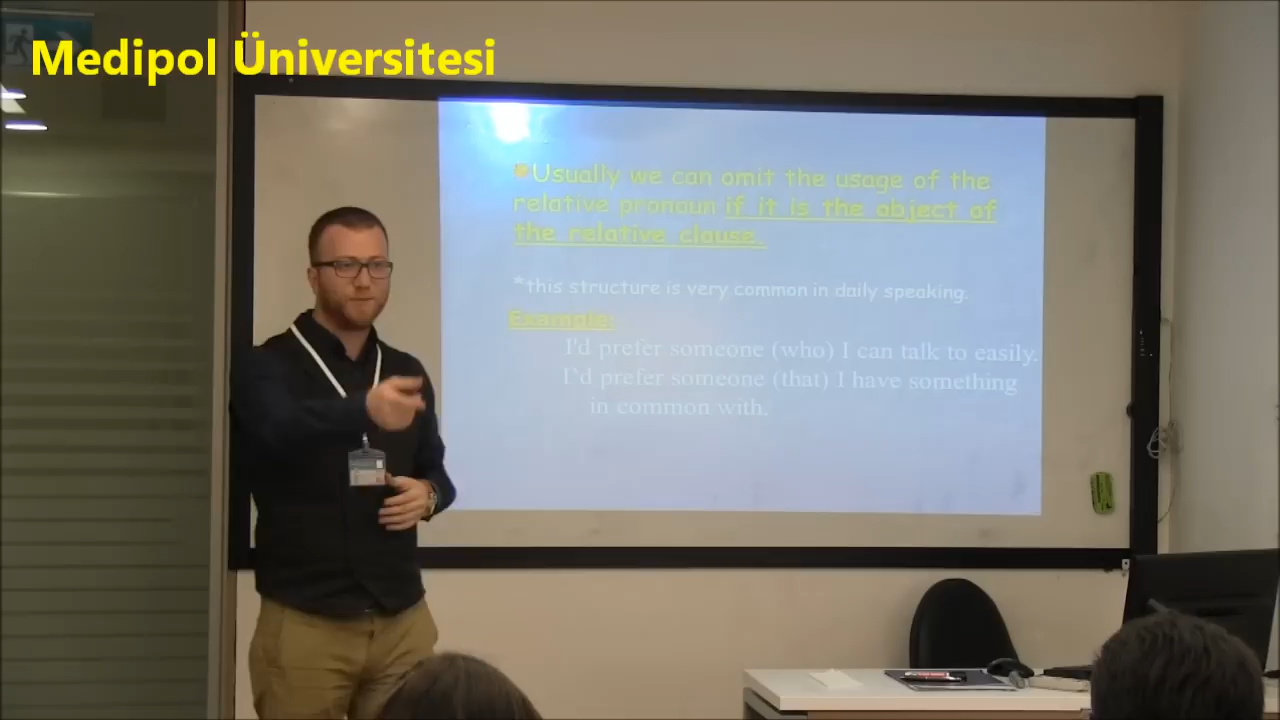 Medipol Üniversitesi
*Usually we can omit the usage of the
relative pronoun if it is the object of
the relative clause.
*this structure is very common in daily speaking.
Example:
I'd prefer someone (who) I can talk to easily.
I'd prefer someone (that) I have something
in common with.